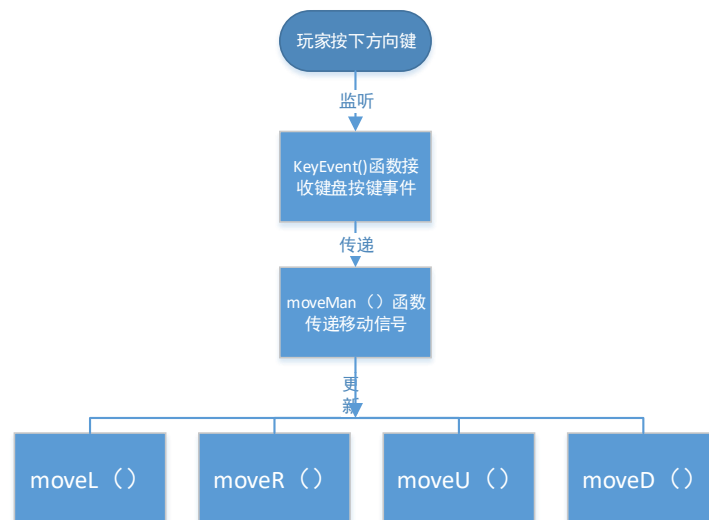 玩家按下方向键
监听
KeyEvent()函数接
收键盘按键事件
传递
moveMan（）函数
传递移动信号
更
新
moveL（）
moveR（）
moveU（）
moveD（）